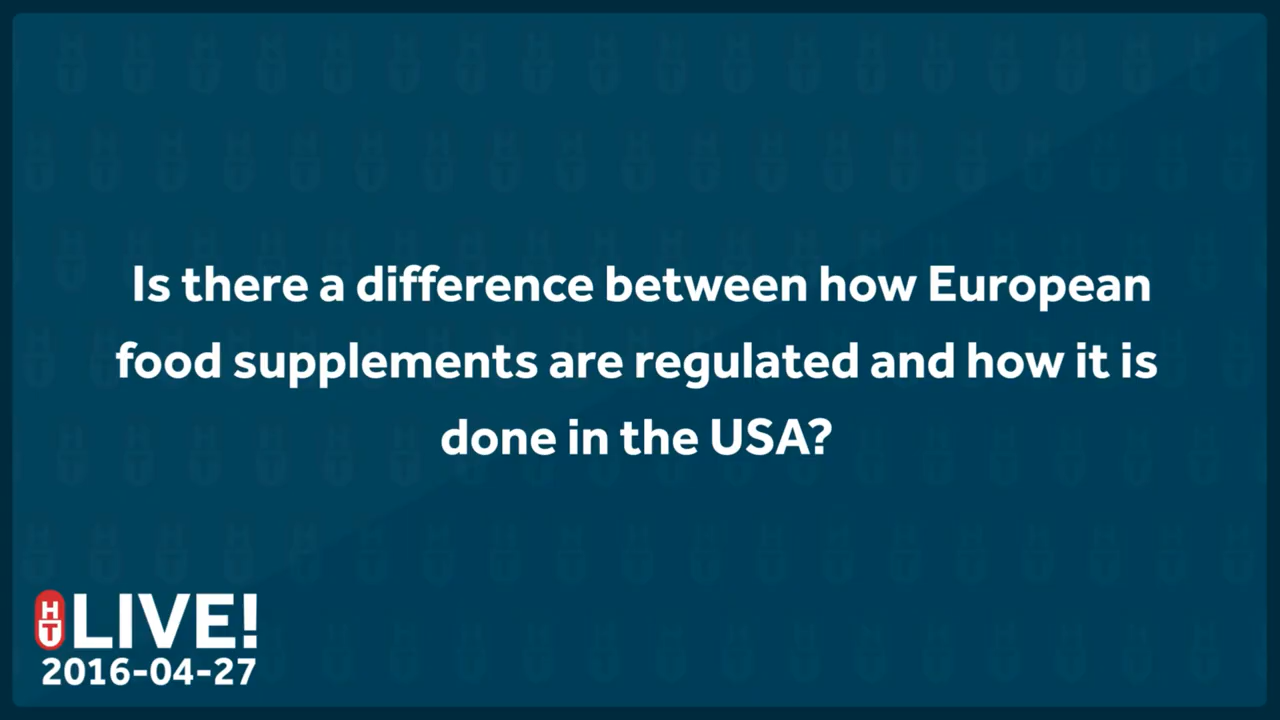 Is there a difference between how European
food supplements are regulated and how it is
done in the USA?
HU LIVE!
2016-04-27